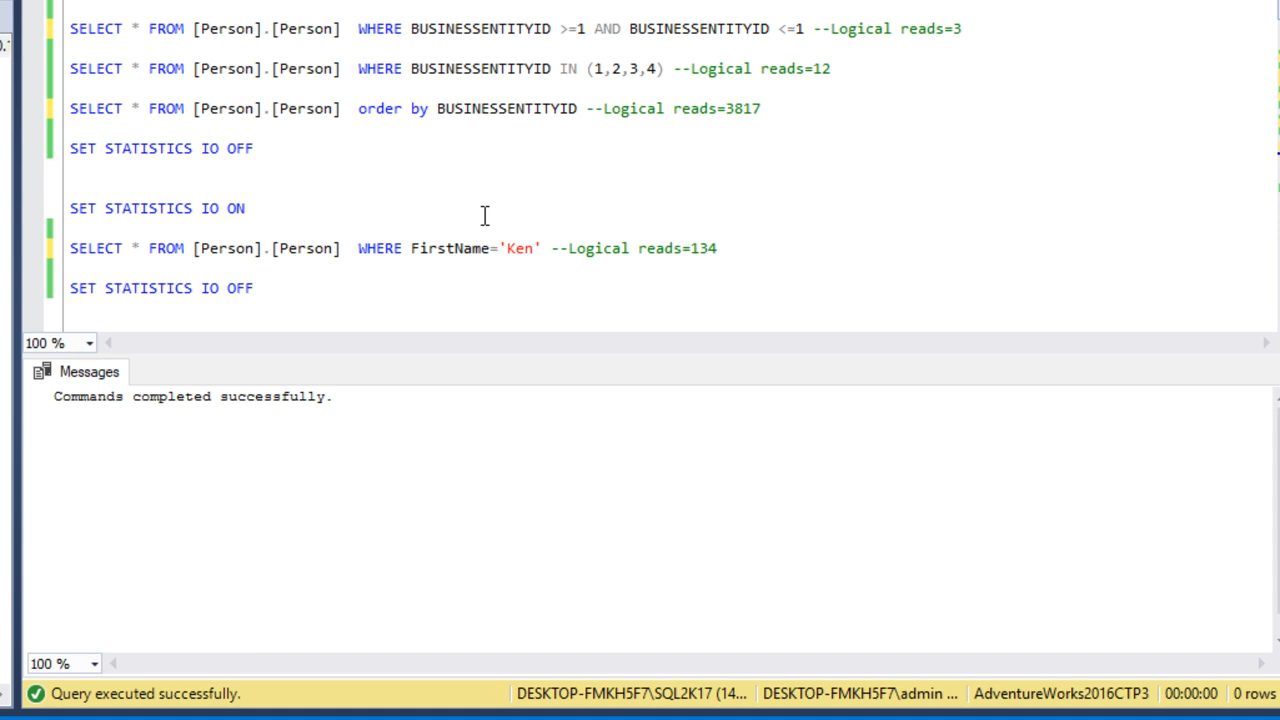 SELECT * FROM [Person].[Person]  WHERE BUSINESSENTITYID >=1 AND BUSINESSENTITYID <=1 --Logical reads=3
SELECT * FROM [Person].[Person]  WHERE BUSINESSENTITYID IN (1,2,3,4) --Logical reads=12
SELECT * FROM [Person].[Person]  order by BUSINESSENTITYID --Logical reads=3817
SET STATISTICS IO OFF
SET STATISTICS IO ON
SELECT * FROM [Person].[Person]  WHERE FirstName='Ken' --Logical reads=134
SET STATISTICS IO OFF
100 %
Messages
Commands completed successfully.
100 %
Query executed successfully. DESKTOP-FMKH5F7\SQL2K17 (14... DESKTOP-FMKH5F7\admin ... AdventureWorks2016CTP3 00:00:00 0 rows